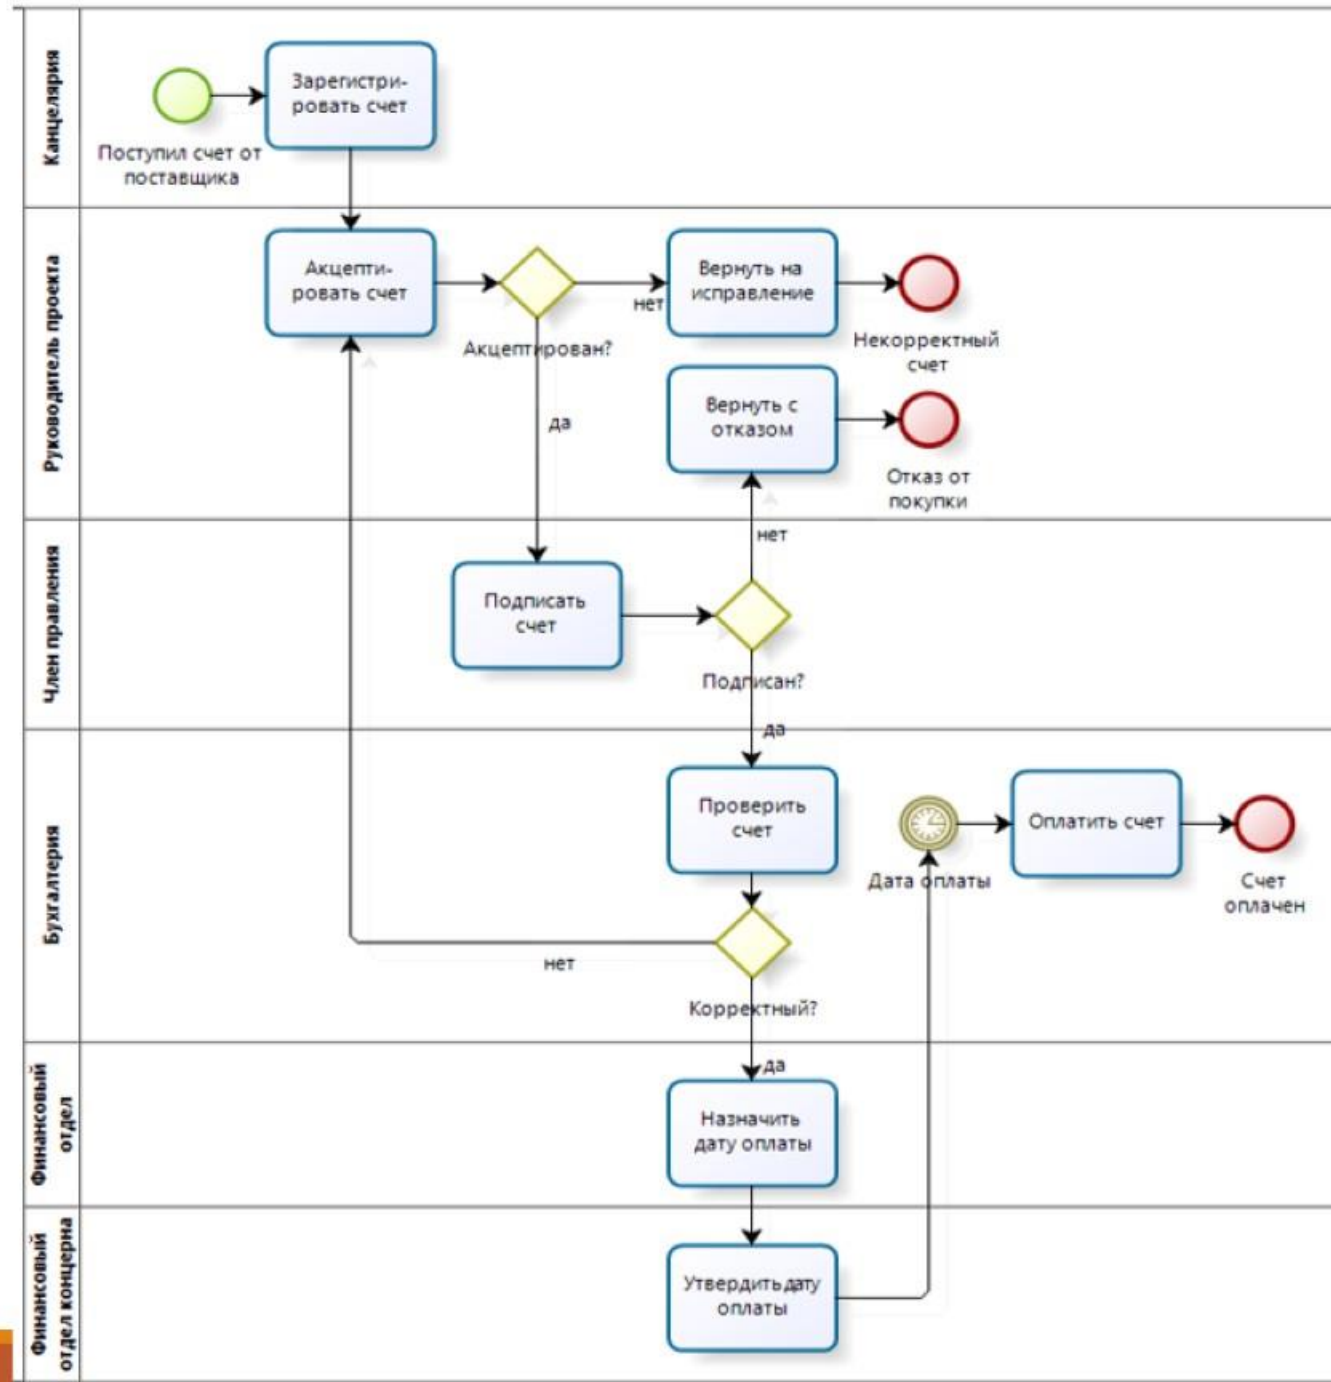 Канцелярия
Зарегистри-
ровать счет
Поступил счет от
поставщика
Руководитель проекта
Акцепти-
ровать счет
Акцептирован?
нет
да
Вернуть на
исправление
Некорректный
счет
Вернуть с
отказом
Отказ от
покупки
Член правления
Подписать
счет
нет
Подписан?
да
Бухгалтерия
Проверить
счет
Дата оплаты
Оплатить счет
Счет
оплачен
нет
Корректный?
да
Финансовый
отдел
Назначить
дату оплаты
Финансовый
отдел концерна
Утвердить дату
оплаты